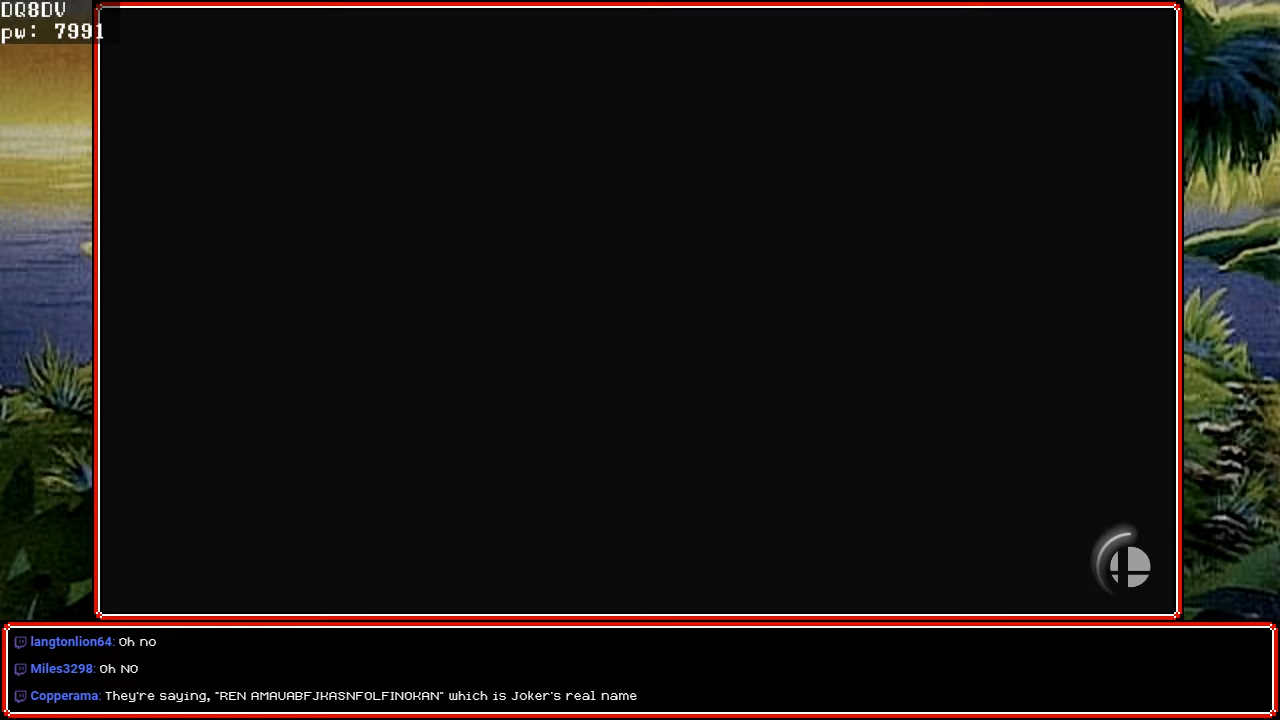 DQ8DV
pw: 7991
langtonlion64: Oh no
Miles3298: Oh NO
Copperama: They're saying, "REN AMAUABFJKASNFOLFINOKAN" which is Joker's real name